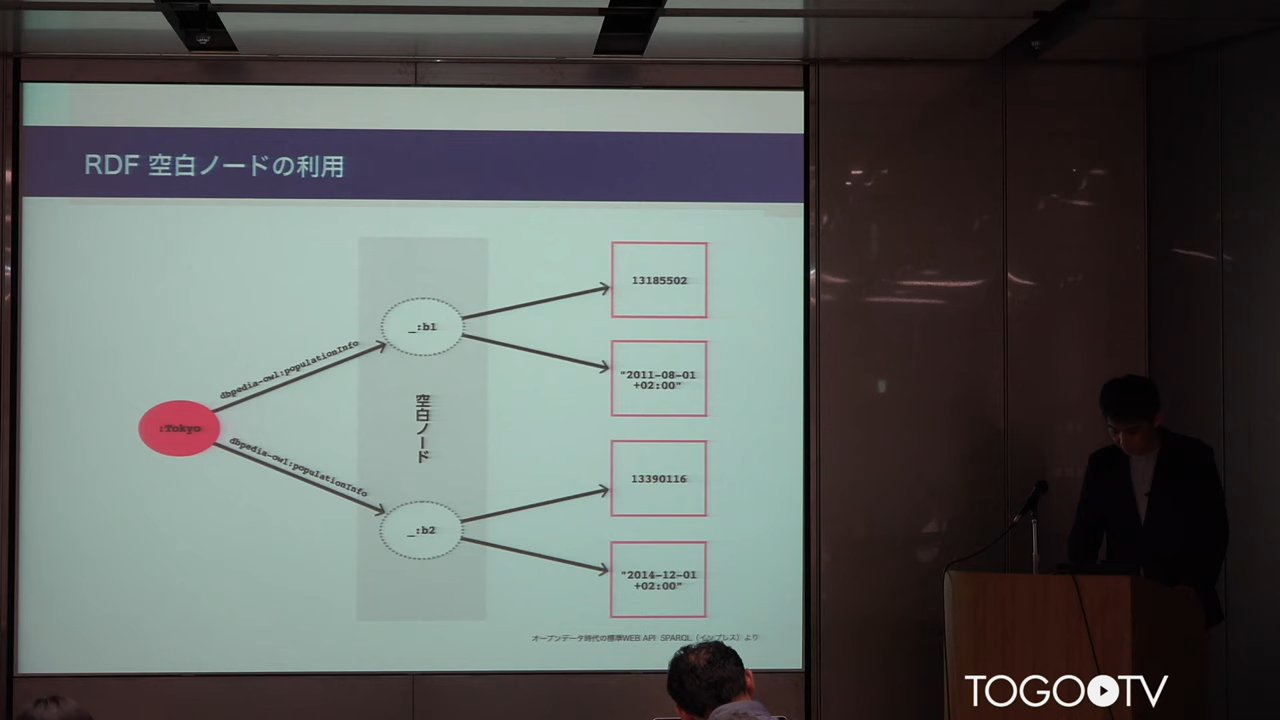 RDF 空白ノードの利用
13185502
_:b1
dbpedia-owl:populationInfo
"2011-08-01
+02:00"
:Tokyo
空白ノード
dbpedia-owl:populationInfo
13390116
_:b2
"2014-12-01
+02:00"
オープンデータ時代の標準WEB API SPARQL（インプレス）より
TOGOTV